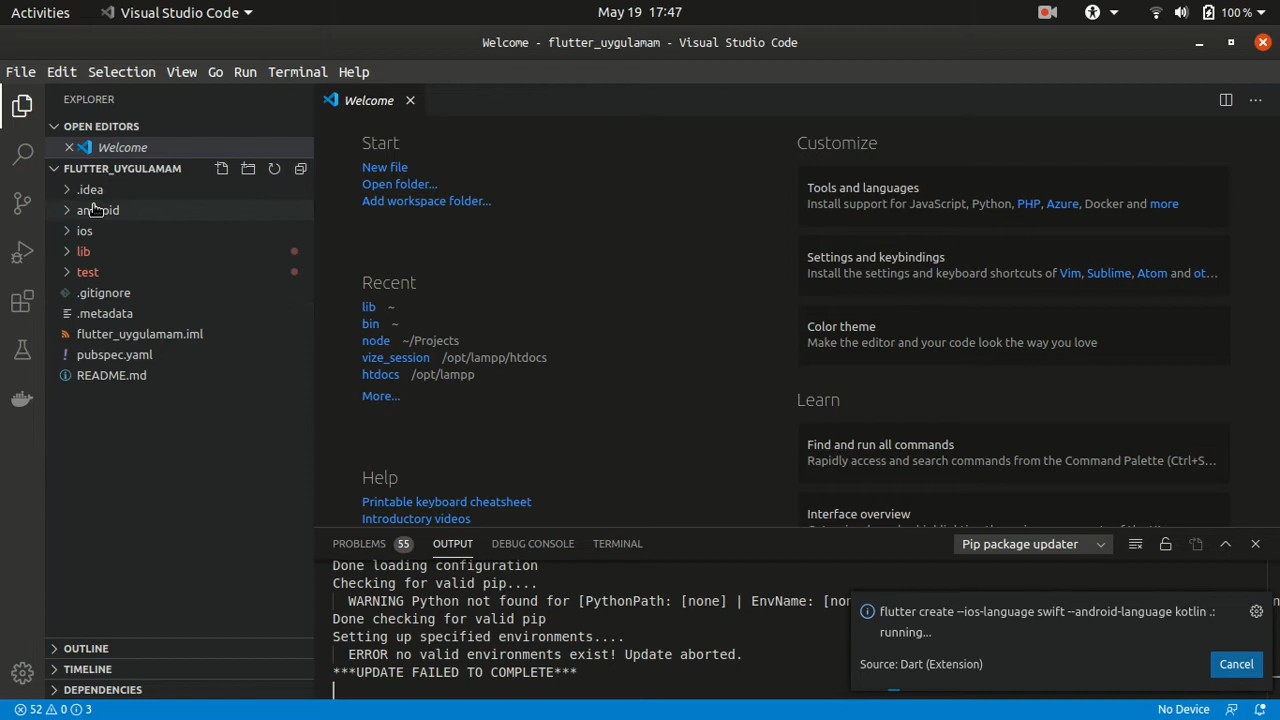 Activities
Visual Studio Code
May 19 17:47
100 %
Welcome - flutter_uygulamam - Visual Studio Code
File Edit Selection View Go Run Terminal Help
EXPLORER
OPEN EDITORS
Welcome
FLUTTER_UYGULAMAM
.idea
ios
lib
test
.gitignore
.metadata
flutter_uygulamam.iml
pubspec.yaml
README.md
OUTLINE
TIMELINE
DEPENDENCIES
Welcome
Start
New file
Open folder...
Add workspace folder...
Recent
lib ~
bin ~
node ~/Projects
vize_session /opt/lampp/htdocs
htdocs /opt/lampp
More...
Help
Printable keyboard cheatsheet
Introductory videos
Customize
Tools and languages
Install support for JavaScript, Python, PHP, Azure, Docker and more
Settings and keybindings
Install the settings and keyboard shortcuts of Vim, Sublime, Atom and ot...
Color theme
Make the editor and your code look the way you love
Learn
Find and run all commands
Rapidly access and search commands from the Command Palette (Ctrl+S...
Interface overview
PROBLEMS 55 OUTPUT DEBUG CONSOLE TERMINAL
Pip package updater
Done loading configuration
Checking for valid pip....
WARNING Python not found for [PythonPath: [none] | EnvName: [non
Done checking for valid pip
Setting up specified environments....
ERROR no valid environments exist! Update aborted.
***UPDATE FAILED TO COMPLETE***
flutter create --ios-language swift --android-language kotlin .:
running...
Source: Dart (Extension)
Cancel
52 0 3
No Device